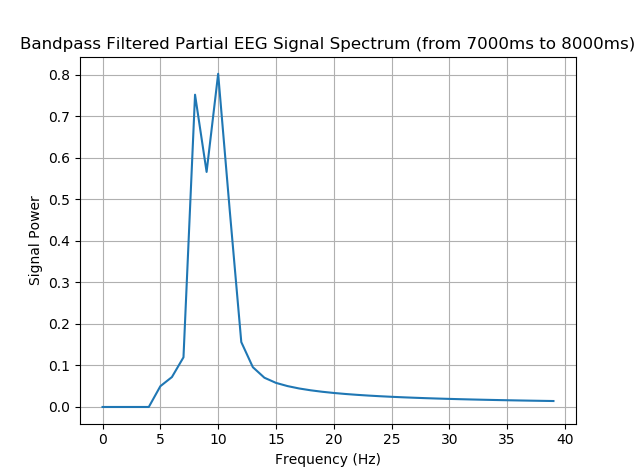 Bandpass Filtered Partial EEG Signal Spectrum (from 7000ms to 8000ms)
0.8
0.7
0.6
0.5
0.4
0.3
0.2
0.1
0.0
Signal Power
0 5 10 15 20 25 30 35 40
Frequency (Hz)